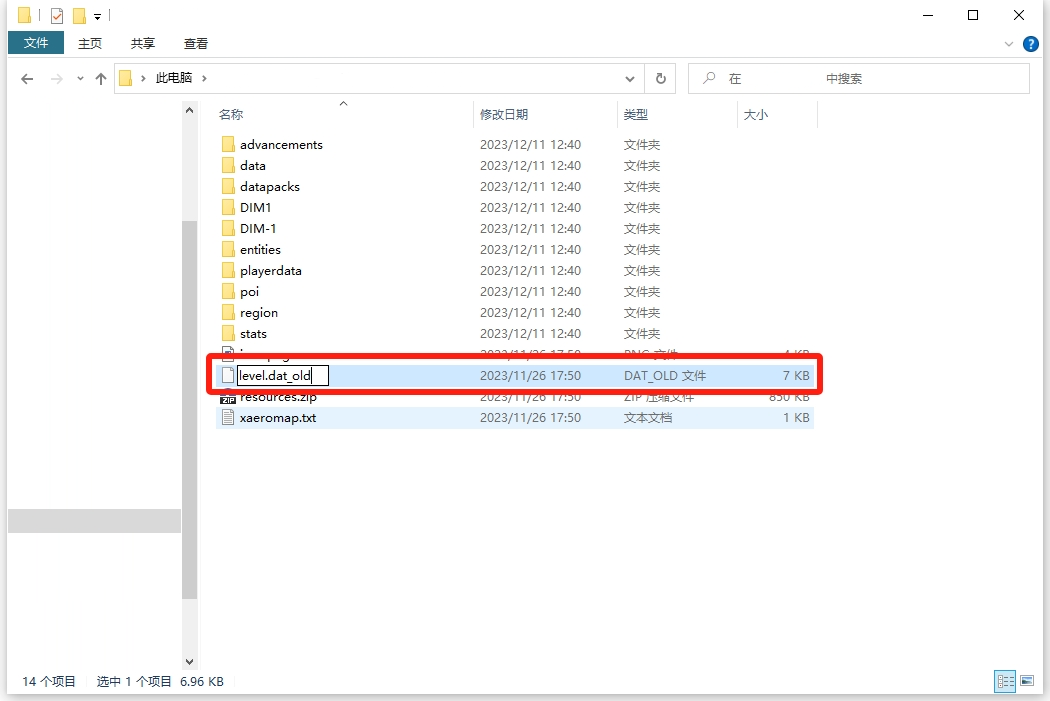 文件 主页 共享 查看
此电脑 在 中搜索
名称 修改日期 类型 大小
advancements 2023/12/11 12:40 文件夹
data 2023/12/11 12:40 文件夹
datapacks 2023/12/11 12:40 文件夹
DIM1 2023/12/11 12:40 文件夹
DIM-1 2023/12/11 12:40 文件夹
entities 2023/12/11 12:40 文件夹
playerdata 2023/12/11 12:40 文件夹
poi 2023/12/11 12:40 文件夹
region 2023/12/11 12:40 文件夹
stats 2023/12/11 12:40 文件夹
2023/11/26 17:50 PNG 文件 4 KB
level.dat_old 2023/11/26 17:50 DAT_OLD 文件 7 KB
resources.zip 2023/11/26 17:50 ZIP 压缩文件 850 KB
xaeromap.txt 2023/11/26 17:50 文本文档 1 KB
14 个项目 选中 1 个项目 6.96 KB